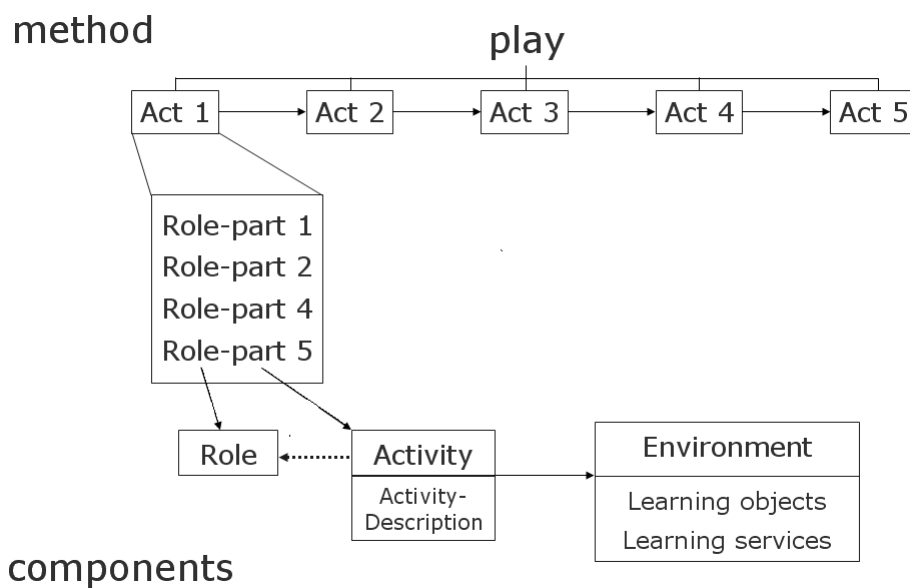 method
play
Act 1
Act 2
Act 3
Act 4
Act 5
Role-part 1
Role-part 2
Role-part 4
Role-part 5
Role
Activity
Activity-
Description
Environment
Learning objects
Learning services
components